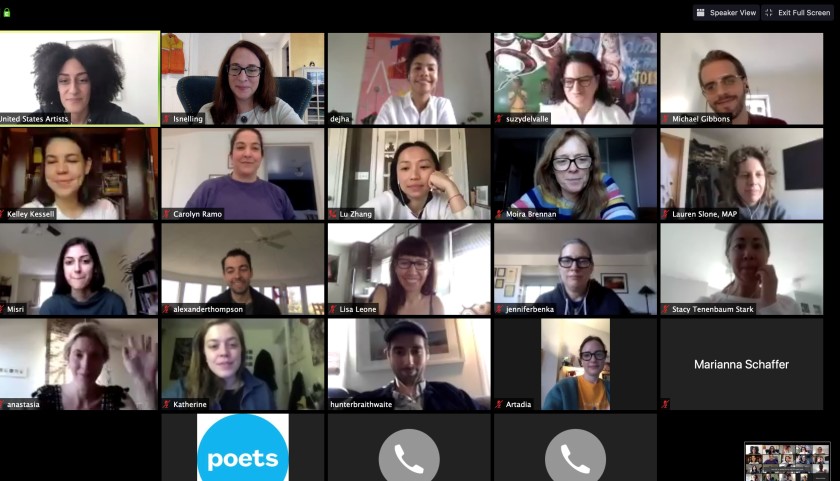 Speaker View
Exit Full Screen
United States Artists
lsnelling
dejha
suzydelvalle
Michael Gibbons
Kelley Kessell
Carolyn Ramo
Lu Zhang
Moira Brennan
Lauren Slone, MAP
Misri
alexanderthompson
Lisa Leone
jenniferbenka
Stacy Tenenbaum Stark
anastasia
Katherine
hunterbraithwaite
Artadia
Marianna Schaffer
poets